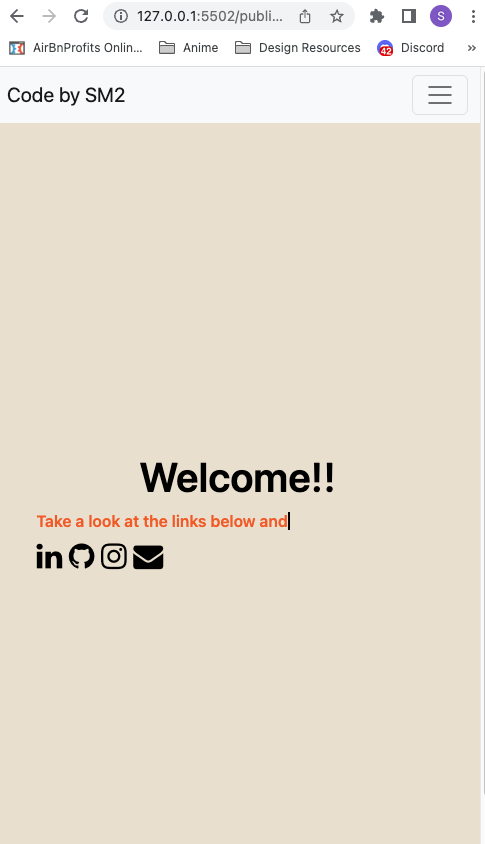 127.0.0.1:5502/publi...
S
AirBnProfits Onlin...
Anime
Design Resources
42
Discord
»
Code by SM2
Welcome!!
Take a look at the links below and
in